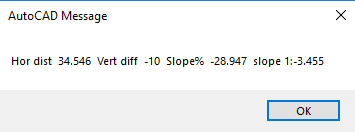 AutoCAD Message
Hor dist 34.546 Vert diff -10 Slope% -28.947 slope 1:-3.455
OK